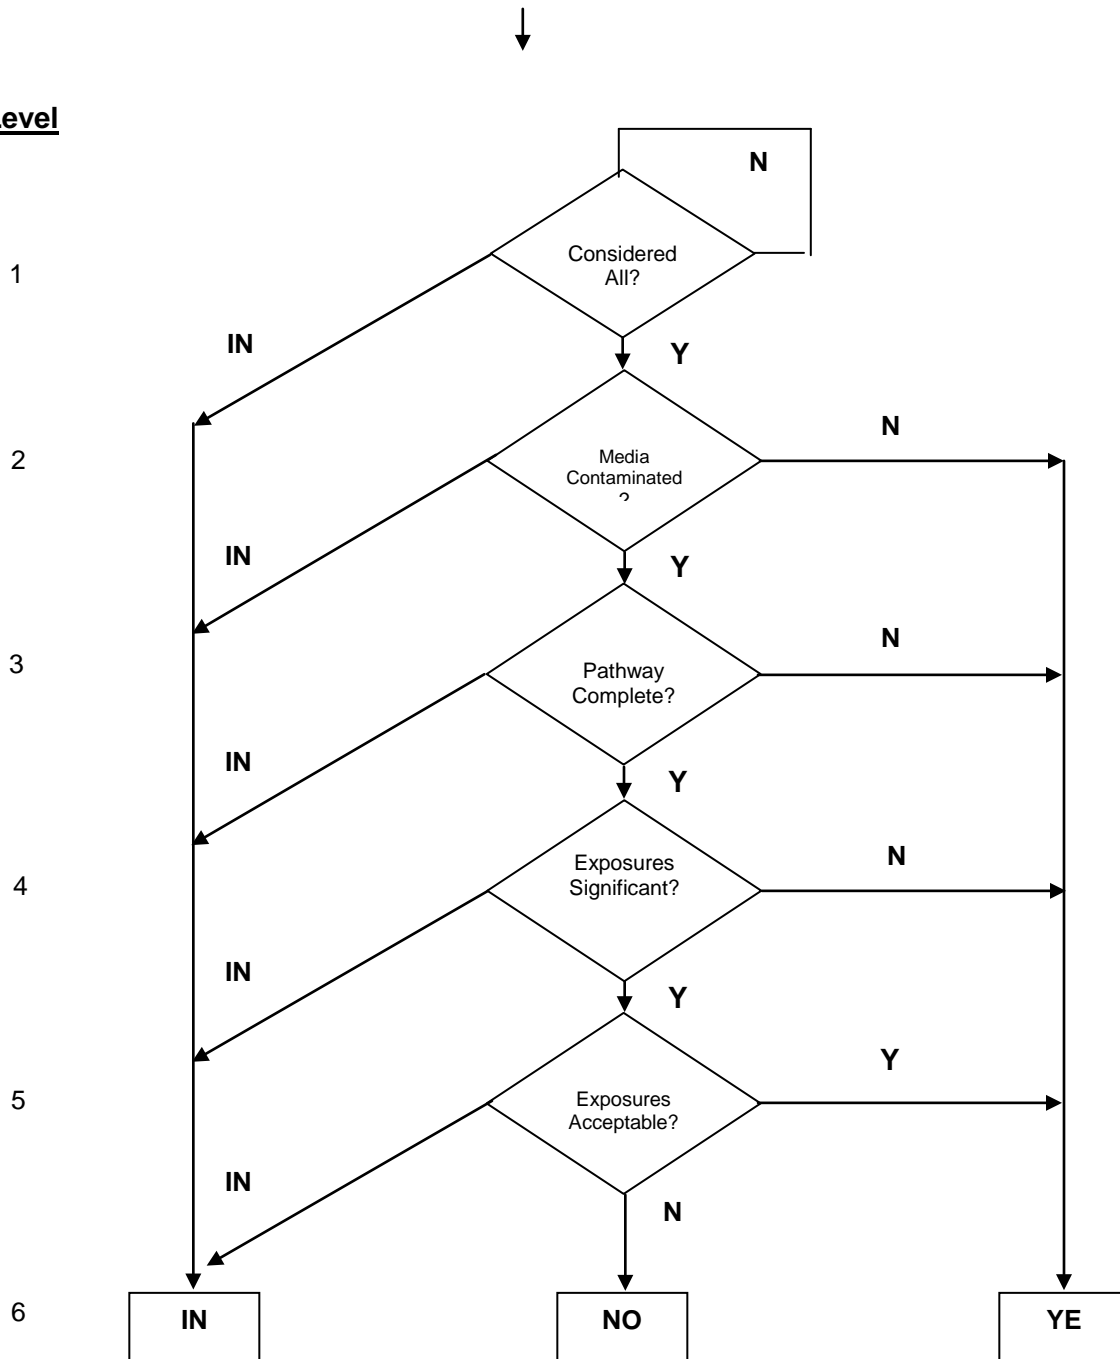 Level
N
Considered
All?
1
IN
Y
N
2
Media
Contaminated
?
IN
Y
N
3
Pathway
Complete?
IN
Y
N
4
Exposures
Significant?
IN
Y
Y
5
Exposures
Acceptable?
IN
N
6
IN
NO
YE